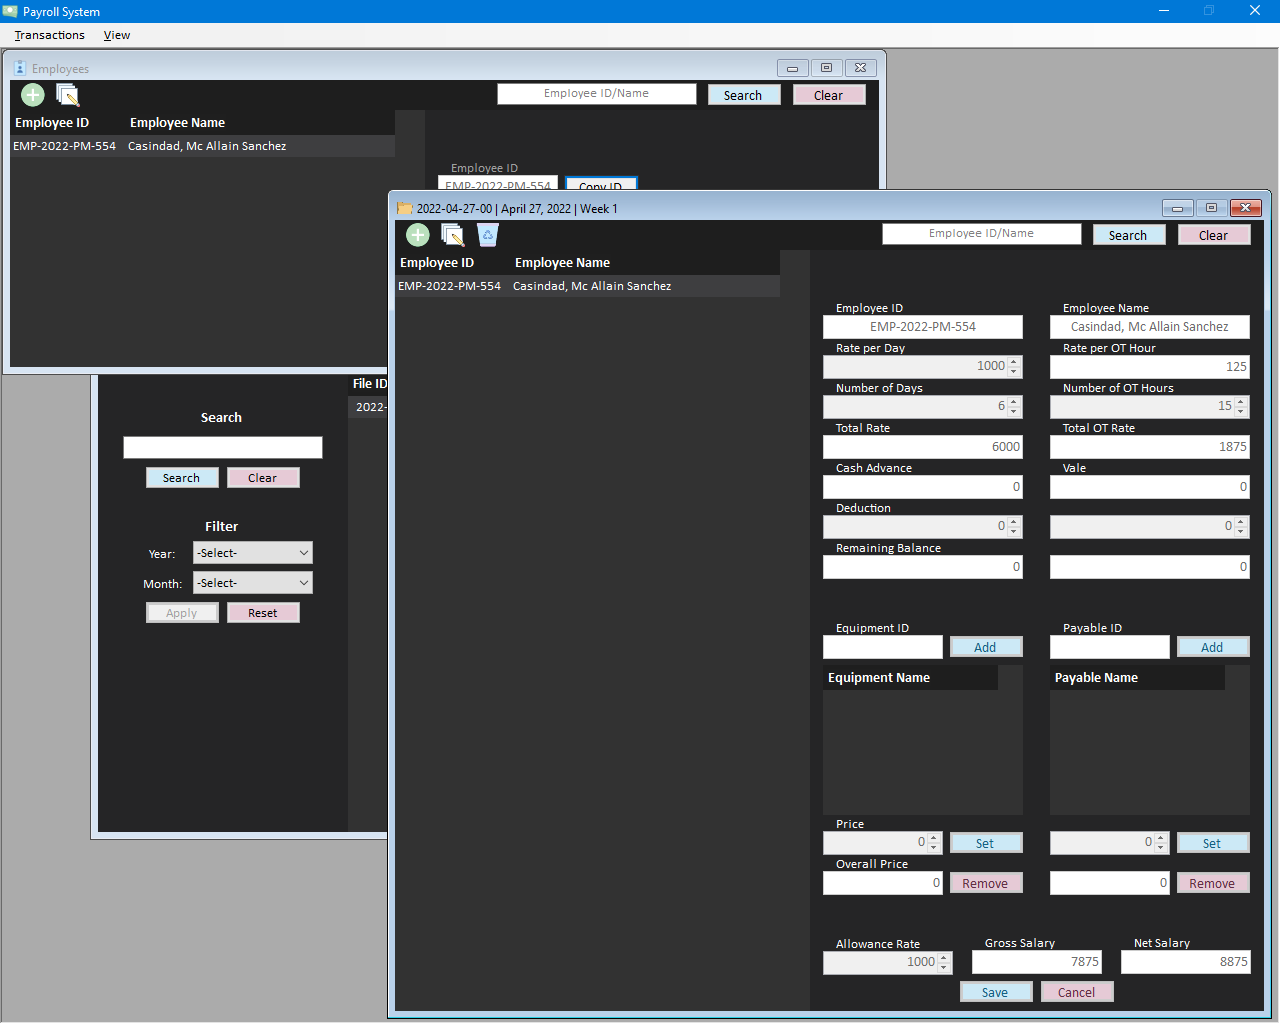 Payroll System
Transactions View
Employees
Employee ID/Name Search Clear
Employee ID Employee Name
EMP-2022-PM-554 Casindad, Mc Allain Sanchez
Employee ID
EMP-2022-PM-554 Copy ID
File ID
2022-
Search
Search Clear
Filter
Year: -Select-
Month: -Select-
Apply Reset
2022-04-27-00 | April 27, 2022 | Week 1
Employee ID/Name Search Clear
Employee ID Employee Name
EMP-2022-PM-554 Casindad, Mc Allain Sanchez
Employee ID Employee Name
EMP-2022-PM-554 Casindad, Mc Allain Sanchez
Rate per Day Rate per OT Hour
1000 125
Number of Days Number of OT Hours
6 15
Total Rate Total OT Rate
6000 1875
Cash Advance Vale
0 0
Deduction
0 0
Remaining Balance
0 0
Equipment ID Payable ID
Add Add
Equipment Name Payable Name
Price
0 Set 0 Set
Overall Price
0 Remove 0 Remove
Allowance Rate Gross Salary Net Salary
1000 7875 8875
Save Cancel